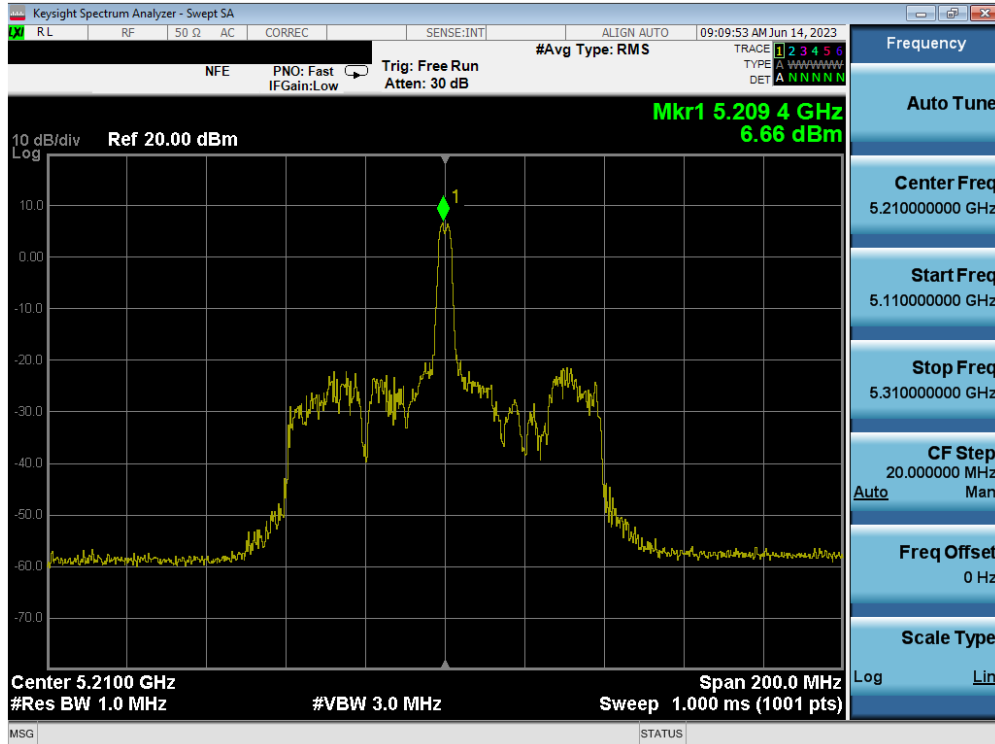 Keysight Spectrum Analyzer - Swept SA
LXI RL RF 50 Ω AC CORREC SENSE:INT ALIGN AUTO 09:09:53 AM Jun 14, 2023
#Avg Type: RMS
TRACE 1 2 3 4 5 6
TYPE A WWWWW
DET A N N N N N
NFE PNO: Fast Trig: Free Run
IFGain:Low Atten: 30 dB
Mkr1 5.209 4 GHz
6.66 dBm
10 dB/div Ref 20.00 dBm
Log
1
10.0
0.00
-10.0
-20.0
-30.0
-40.0
-50.0
-60.0
-70.0
Center 5.2100 GHz Span 200.0 MHz
#Res BW 1.0 MHz #VBW 3.0 MHz Sweep 1.000 ms (1001 pts)
MSG STATUS
Frequency
Auto Tune
Center Freq
5.210000000 GHz
Start Freq
5.110000000 GHz
Stop Freq
5.310000000 GHz
CF Step
20.000000 MHz
Auto Man
Freq Offset
0 Hz
Scale Type
Log Lin